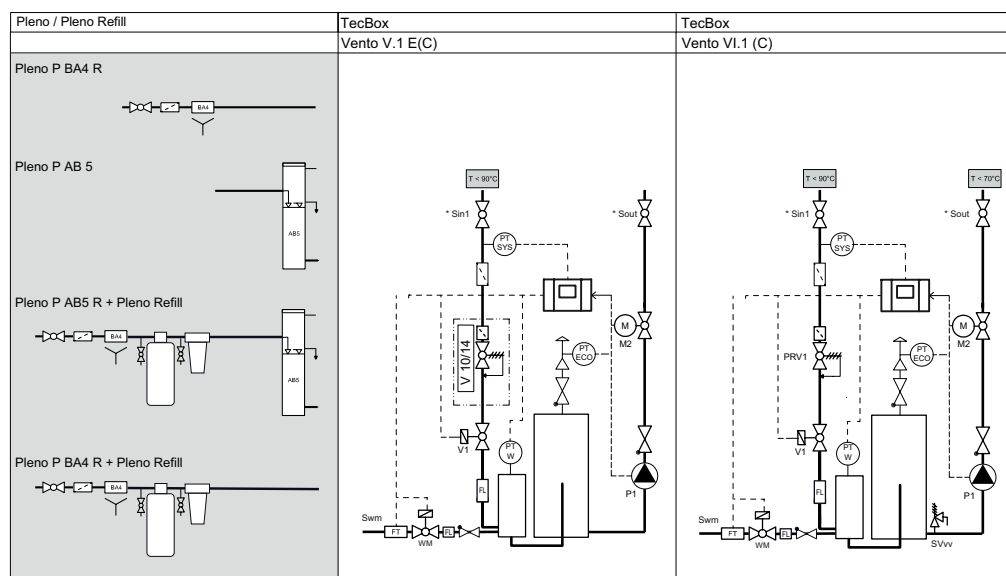 Pleno / Pleno Refill
TecBox
TecBox
Vento V.1 E(C)
Vento VI.1 (C)
Pleno P BA4 R
BA4
Pleno P AB 5
AB5
Pleno P AB5 R + Pleno Refill
BA4
AB5
Pleno P BA4 R + Pleno Refill
BA4
T < 90°C
* Sin1
* Sout
PT
SYS
M
M2
V 10/14
PT
ECO
V1
PT
W
FL
P1
Swm
FT
WM
FL
T < 90°C
T < 70°C
* Sin1
* Sout
PT
SYS
M
M2
PRV1
PT
ECO
V1
PT
W
FL
P1
Swm
FT
WM
FL
SVvv